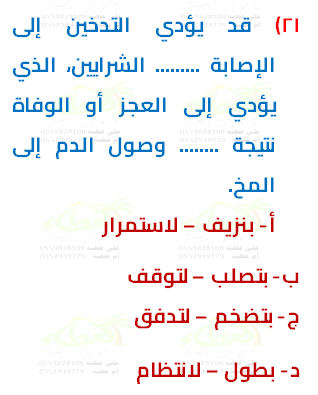 ٢١) قد يؤدي التدخين إلى
الإصابة ......... الشرايين، الذي
يؤدي إلى العجز أو الوفاة
نتيجة ........ وصول الدم إلى
المخ.
أ- بنزيف – لاستمرار
ب- بتصلب – لتوقف
ج- بتضخم – لتدفق
د- بطول – لانتظام